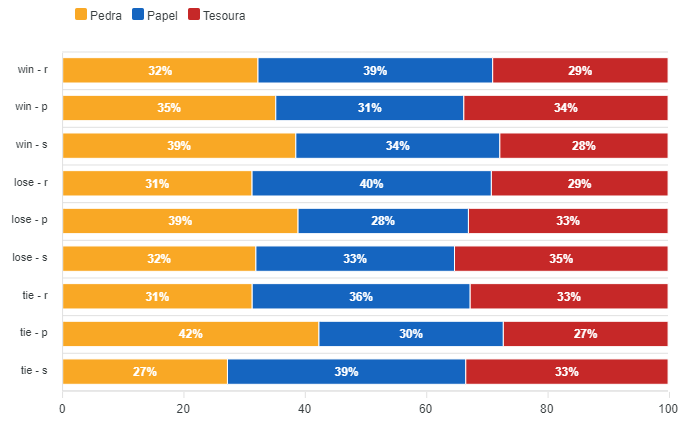 Pedra Papel Tesoura
win - r 32% 39% 29%
win - p 35% 31% 34%
win - s 39% 34% 28%
lose - r 31% 40% 29%
lose - p 39% 28% 33%
lose - s 32% 33% 35%
tie - r 31% 36% 33%
tie - p 42% 30% 27%
tie - s 27% 39% 33%
0 20 40 60 80 100